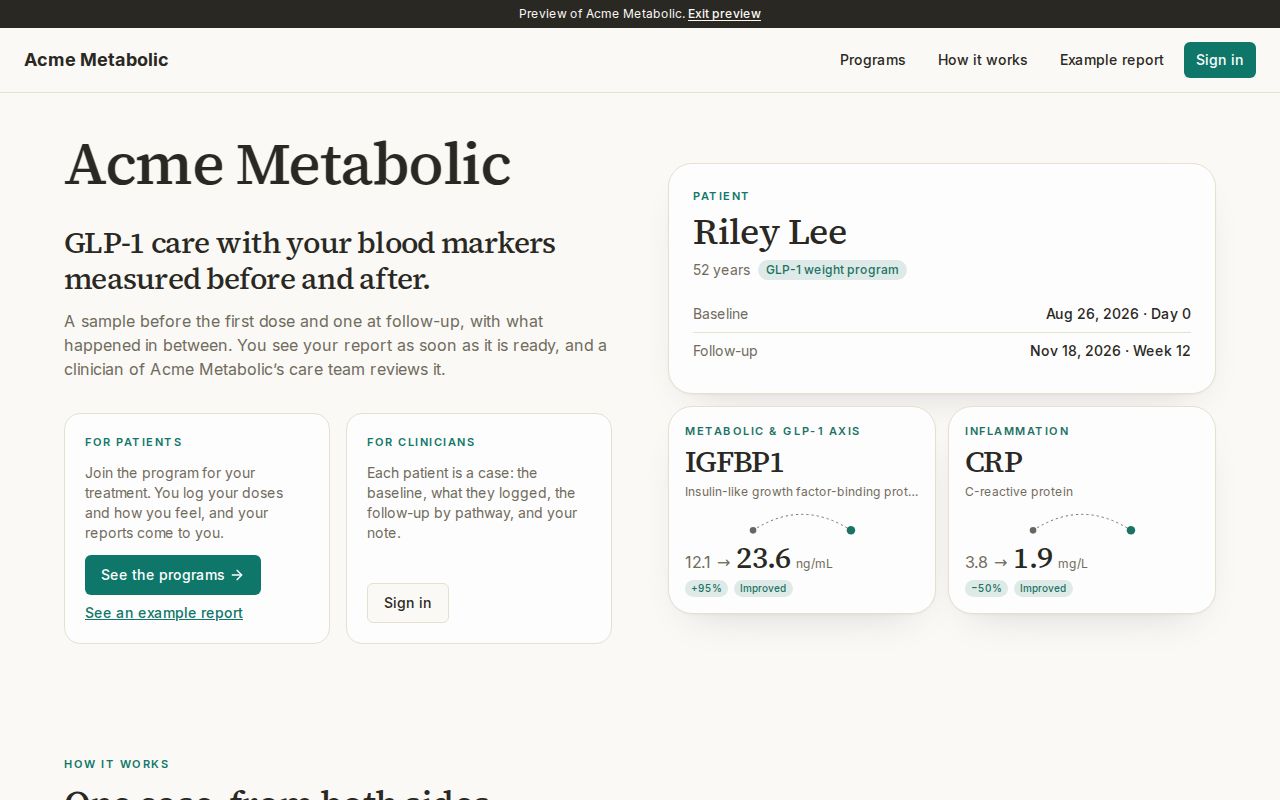 Preview of Acme Metabolic. Exit preview
Acme Metabolic
Programs
How it works
Example report
Sign in
Acme Metabolic
GLP-1 care with your blood markers
measured before and after.
A sample before the first dose and one at follow-up, with what
happened in between. You see your report as soon as it is ready, and a
clinician of Acme Metabolic's care team reviews it.
FOR PATIENTS
Join the program for your
treatment. You log your doses
and how you feel, and your
reports come to you.
See the programs →
See an example report
FOR CLINICIANS
Each patient is a case: the
baseline, what they logged, the
follow-up by pathway, and your
note.
Sign in
PATIENT
Riley Lee
52 years GLP-1 weight program
Baseline Aug 26, 2026 · Day 0
Follow-up Nov 18, 2026 · Week 12
METABOLIC & GLP-1 AXIS
IGFBP1
Insulin-like growth factor-binding prot…
12.1 → 23.6 ng/mL
+95% Improved
INFLAMMATION
CRP
C-reactive protein
3.8 → 1.9 mg/L
−50% Improved
HOW IT WORKS
One case, from both sides